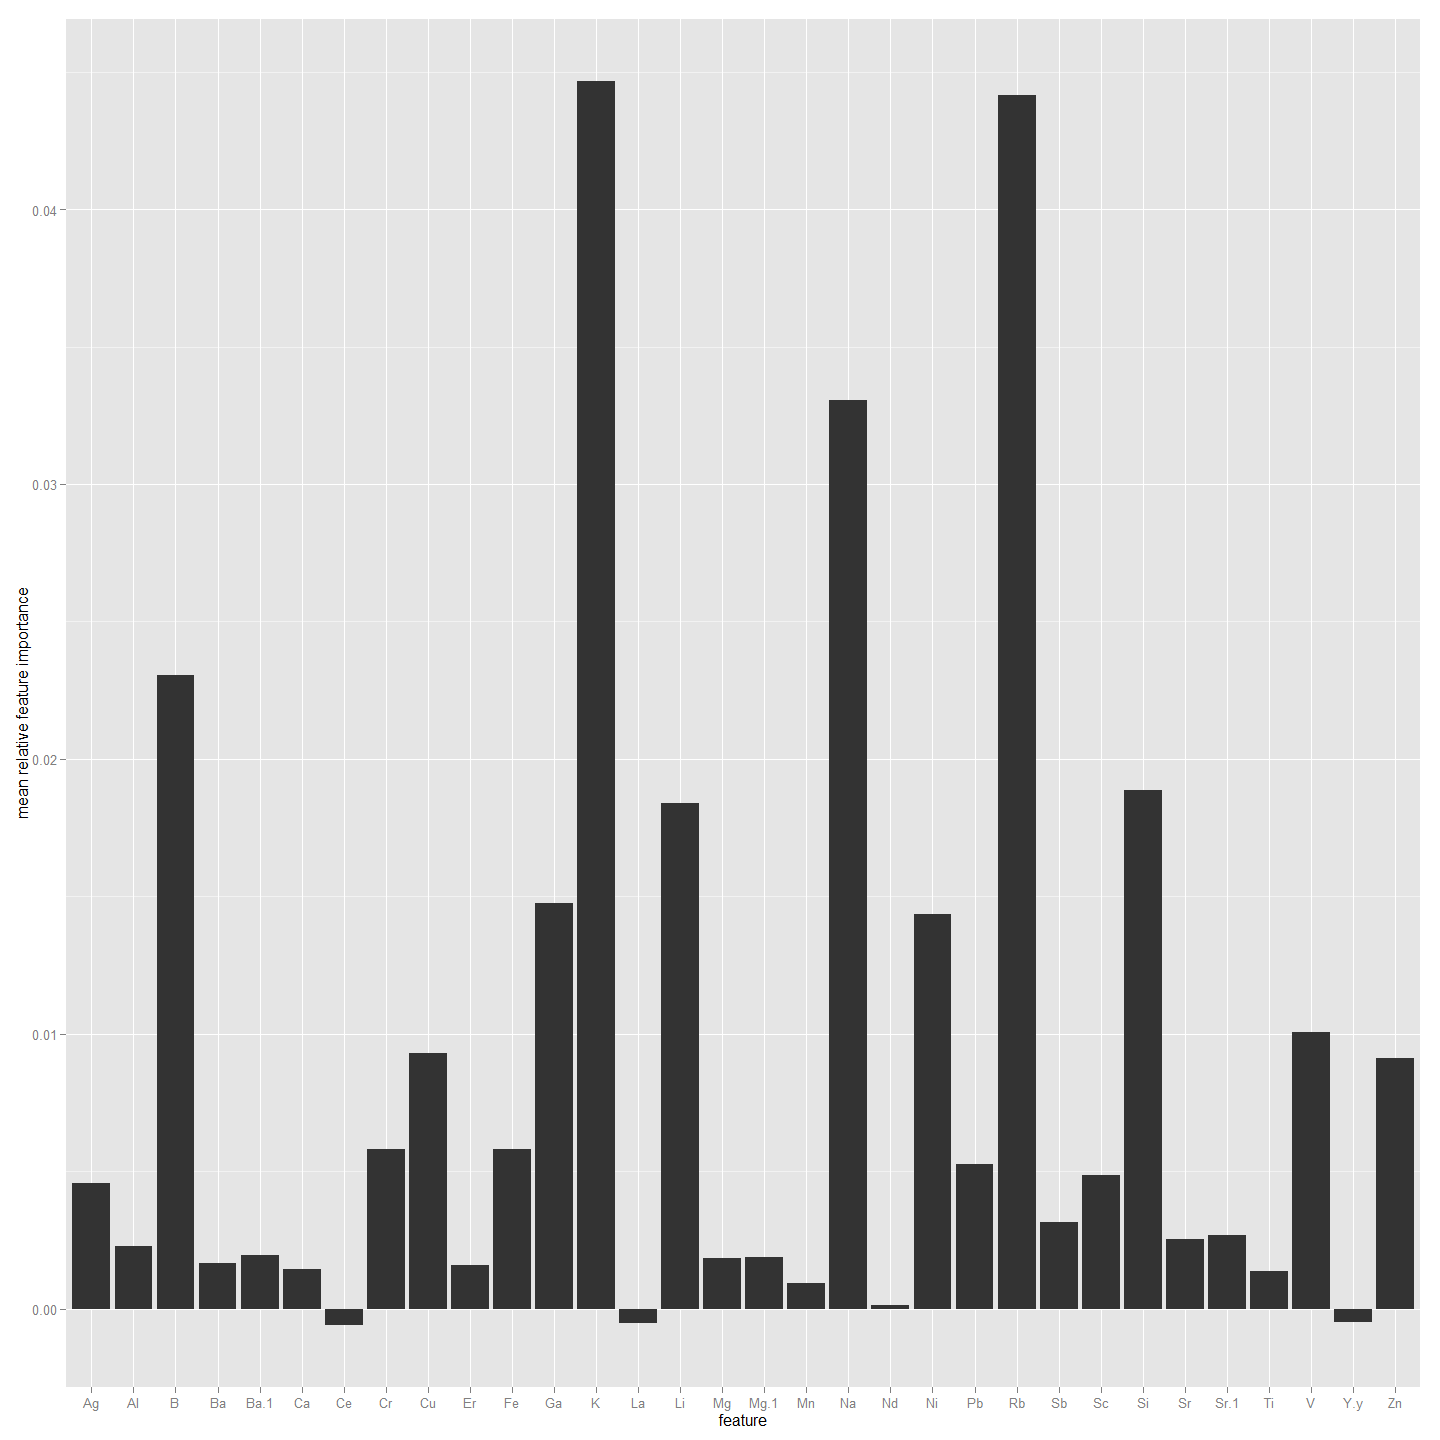 mean relative feature importance
0.04
0.03
0.02
0.01
0.00
Ag Al B Ba Ba.1 Ca Ce Cr Cu Er Fe Ga K La Li Mg Mg.1 Mn Na Nd Ni Pb Rb Sb Sc Si Sr Sr.1 Ti V Y.y Zn
feature